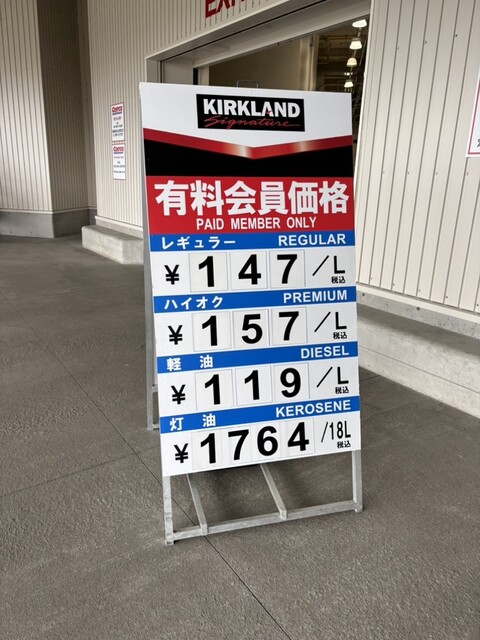 KIRKLAND
Signature
有料会員価格
PAID MEMBER ONLY
レギュラー REGULAR
¥147/L 税込
ハイオク PREMIUM
¥157/L 税込
軽油 DIESEL
¥119/L 税込
灯油 KEROSENE
¥1764/18L 税込